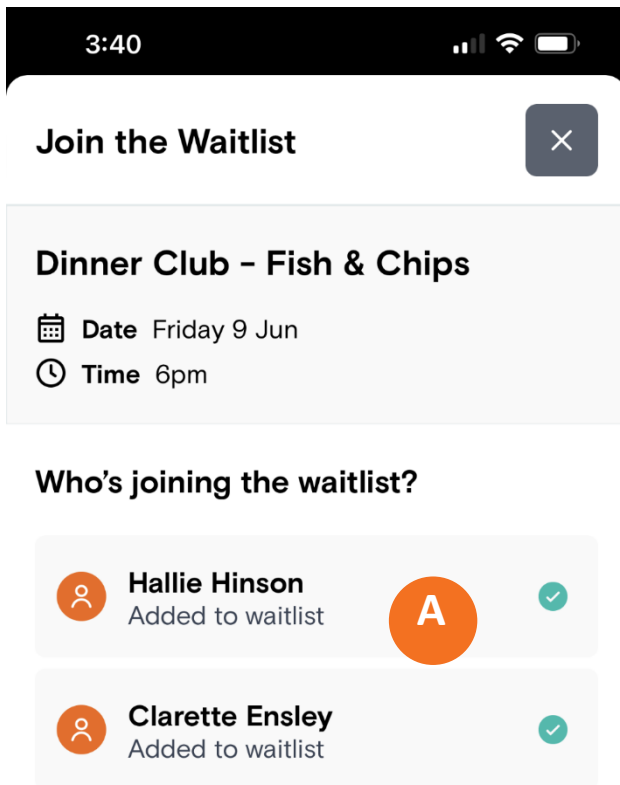 3:40
Join the Waitlist
Dinner Club – Fish & Chips
Date Friday 9 Jun
Time 6pm
Who’s joining the waitlist?
Hallie Hinson
Added to waitlist
A
Clarette Ensley
Added to waitlist